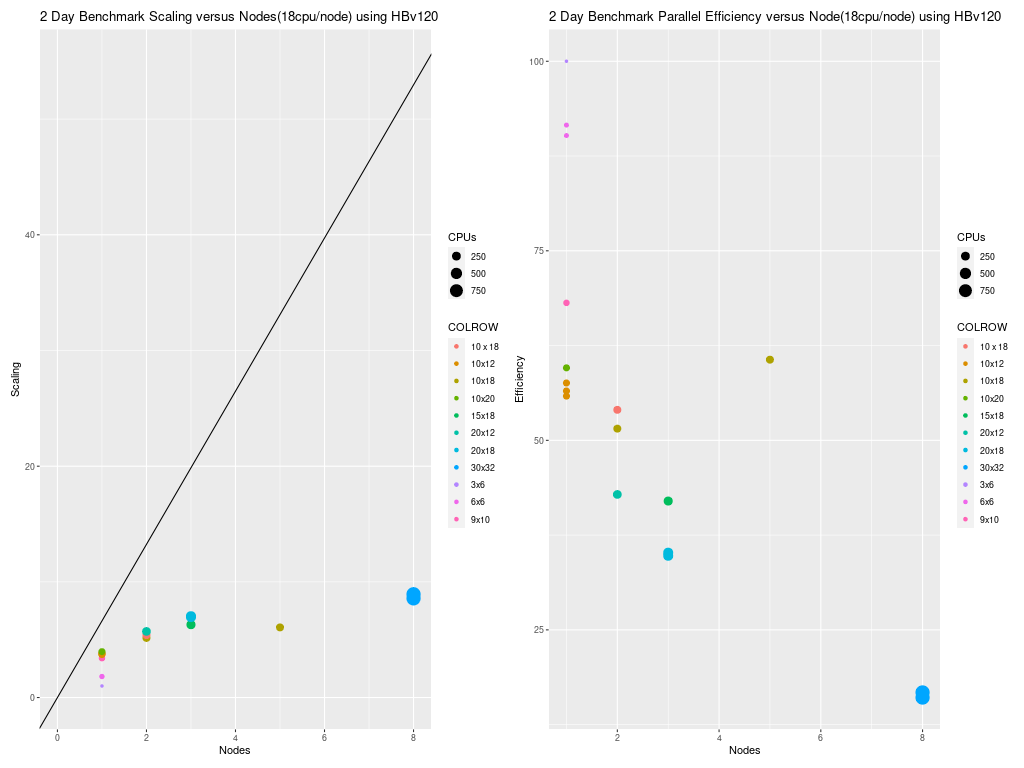 2 Day Benchmark Scaling versus Nodes(18cpu/node) using HBv120
Scaling
40
20
0
0 2 4 6 8
Nodes
CPUs
250
500
750
COLROW
10 x 18
10x12
10x18
10x20
15x18
20x12
20x18
30x32
3x6
6x6
9x10
2 Day Benchmark Parallel Efficiency versus Node(18cpu/node) using HBv120
Efficiency
100
75
50
25
2 4 6 8
Nodes
CPUs
250
500
750
COLROW
10 x 18
10x12
10x18
10x20
15x18
20x12
20x18
30x32
3x6
6x6
9x10